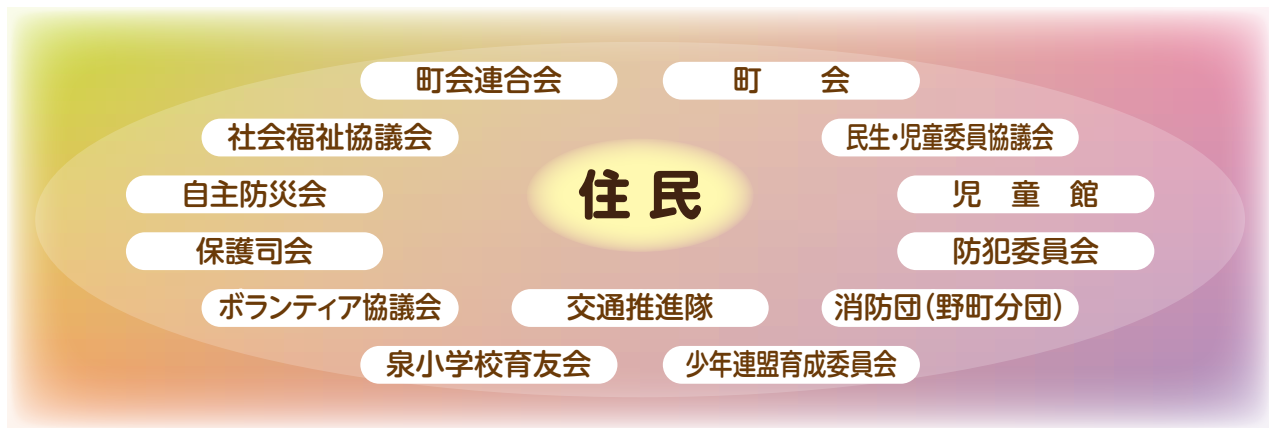 町会連合会
町会
社会福祉協議会
民生・児童委員協議会
住民
自主防災会
児童館
保護司会
防犯委員会
ボランティア協議会
交通推進隊
消防団(野町分団)
泉小学校育友会
少年連盟育成委員会